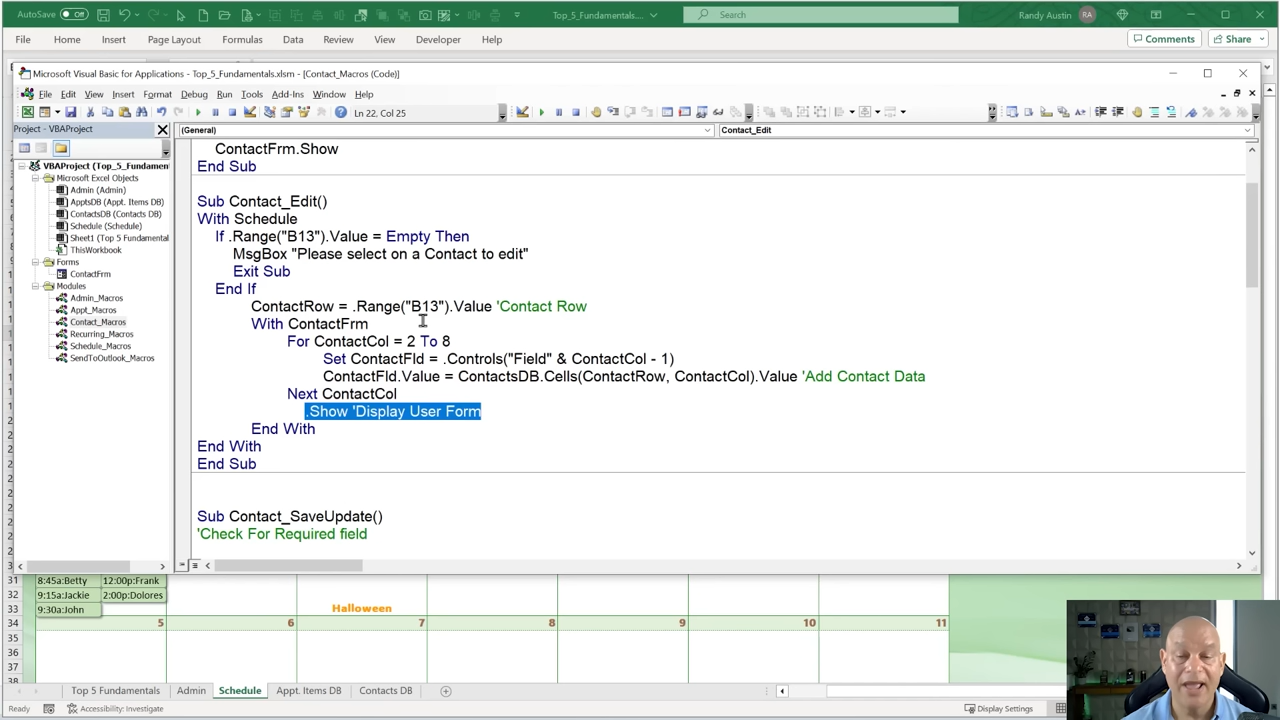 AutoSave Off Top_5_Fundamentals.... Search Randy Austin RA
File Home Insert Page Layout Formulas Data Review View Developer Help Comments Share
Microsoft Visual Basic for Applications - Top_5_Fundamentals.xlsm - [Contact_Macros (Code)]
File Edit View Insert Format Debug Run Tools Add-Ins Window Help
Ln 22, Col 25
Project - VBAProject
(General) Contact_Edit
VBAProject (Top_5_Fundament
Microsoft Excel Objects
Admin (Admin)
ApptsDB (Appt. Items DB)
ContactsDB (Contacts DB)
Schedule (Schedule)
Sheet1 (Top 5 Fundamental
ThisWorkbook
Forms
ContactFrm
Modules
Admin_Macros
Appt_Macros
Contact_Macros
Recurring_Macros
Schedule_Macros
SendToOutlook_Macros
ContactFrm.Show
End Sub
Sub Contact_Edit()
With Schedule
If .Range("B13").Value = Empty Then
MsgBox "Please select on a Contact to edit"
Exit Sub
End If
ContactRow = .Range("B13").Value 'Contact Row
With ContactFrm
For ContactCol = 2 To 8
Set ContactFld = .Controls("Field" & ContactCol - 1)
ContactFld.Value = ContactsDB.Cells(ContactRow, ContactCol).Value 'Add Contact Data
Next ContactCol
.Show 'Display User Form
End With
End With
End Sub
Sub Contact_SaveUpdate()
'Check For Required field
31 8:45a:Betty 12:00p:Frank
32 9:15a:Jackie 2:00p:Dolores
33 9:30a:John Halloween
34 5 6 7 8 9 10 11
35
36
37
38
Top 5 Fundamentals Admin Schedule Appt. Items DB Contacts DB
Ready Accessibility: Investigate Display Settings